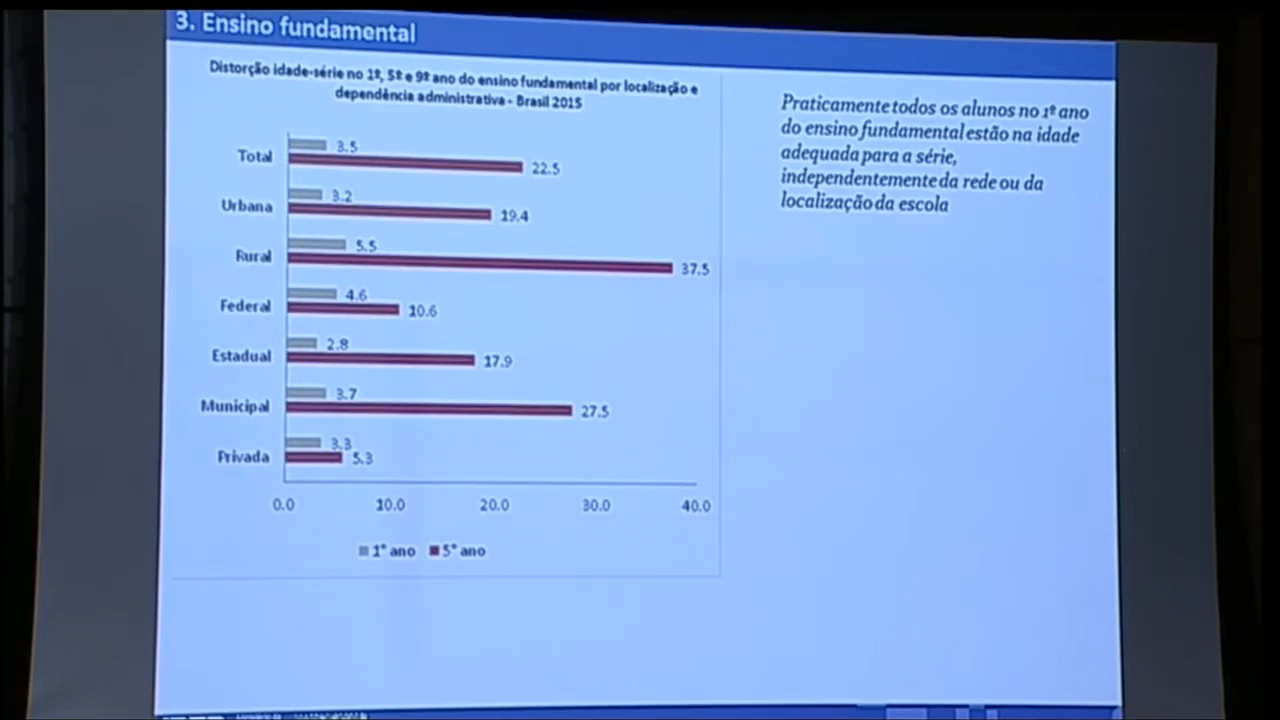 3. Ensino fundamental
Distorção idade-série no 1º, 5º e 9º ano do ensino fundamental por localização e
dependência administrativa - Brasil 2015
Total
3.5
22.5
Urbana
3.2
19.4
Rural
5.5
37.5
Federal
4.6
10.6
Estadual
2.8
17.9
Municipal
3.7
27.5
Privada
3.3
5.3
0.0 10.0 20.0 30.0 40.0
1° ano 5° ano
Praticamente todos os alunos no 1º ano
do ensino fundamental estão na idade
adequada para a série,
independentemente da rede ou da
localização da escola